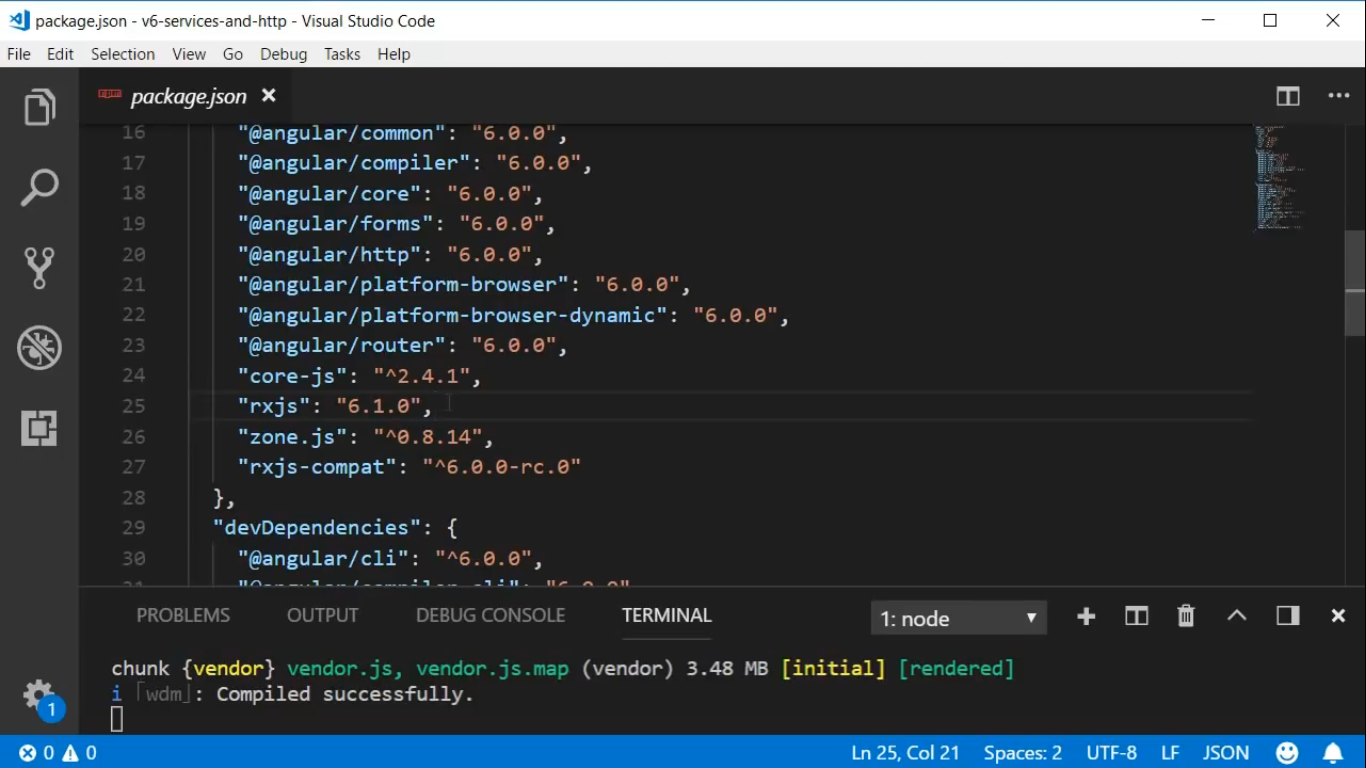 package.json - v6-services-and-http - Visual Studio Code
File Edit Selection View Go Debug Tasks Help
npm package.json
16 "@angular/common": "6.0.0",
17 "@angular/compiler": "6.0.0",
18 "@angular/core": "6.0.0",
19 "@angular/forms": "6.0.0",
20 "@angular/http": "6.0.0",
21 "@angular/platform-browser": "6.0.0",
22 "@angular/platform-browser-dynamic": "6.0.0",
23 "@angular/router": "6.0.0",
24 "core-js": "^2.4.1",
25 "rxjs": "6.1.0",
26 "zone.js": "^0.8.14",
27 "rxjs-compat": "^6.0.0-rc.0"
28 },
29 "devDependencies": {
30 "@angular/cli": "^6.0.0",
31 "@angular/compiler-cli": "6.0.0"
PROBLEMS OUTPUT DEBUG CONSOLE TERMINAL 1: node
chunk {vendor} vendor.js, vendor.js.map (vendor) 3.48 MB [initial] [rendered]
i ｢wdm｣: Compiled successfully.
1
0 0 Ln 25, Col 21 Spaces: 2 UTF-8 LF JSON